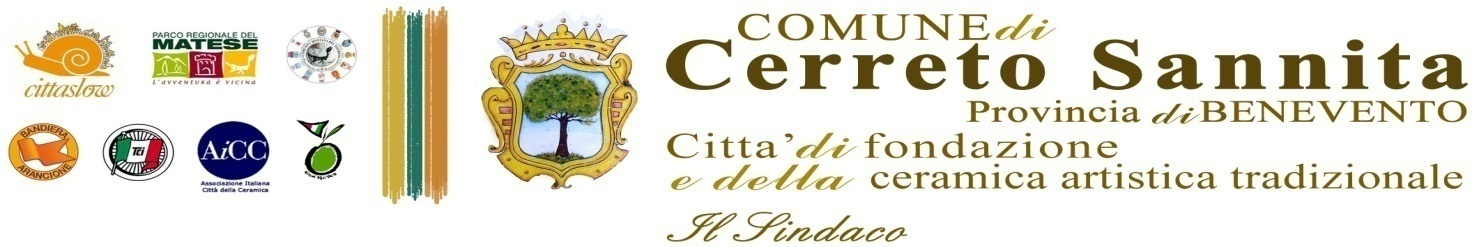 cittaslow
PARCO REGIONALE DEL
MATESE
L'AVVENTURA È VICINA
BANDIERA
ARANCIONE
TCI
AiCC
Associazione Italiana
Città della Ceramica
COMUNE di
Cerreto Sannita
Provincia di BENEVENTO
Citta' di fondazione
e della ceramica artistica tradizionale
Il Sindaco